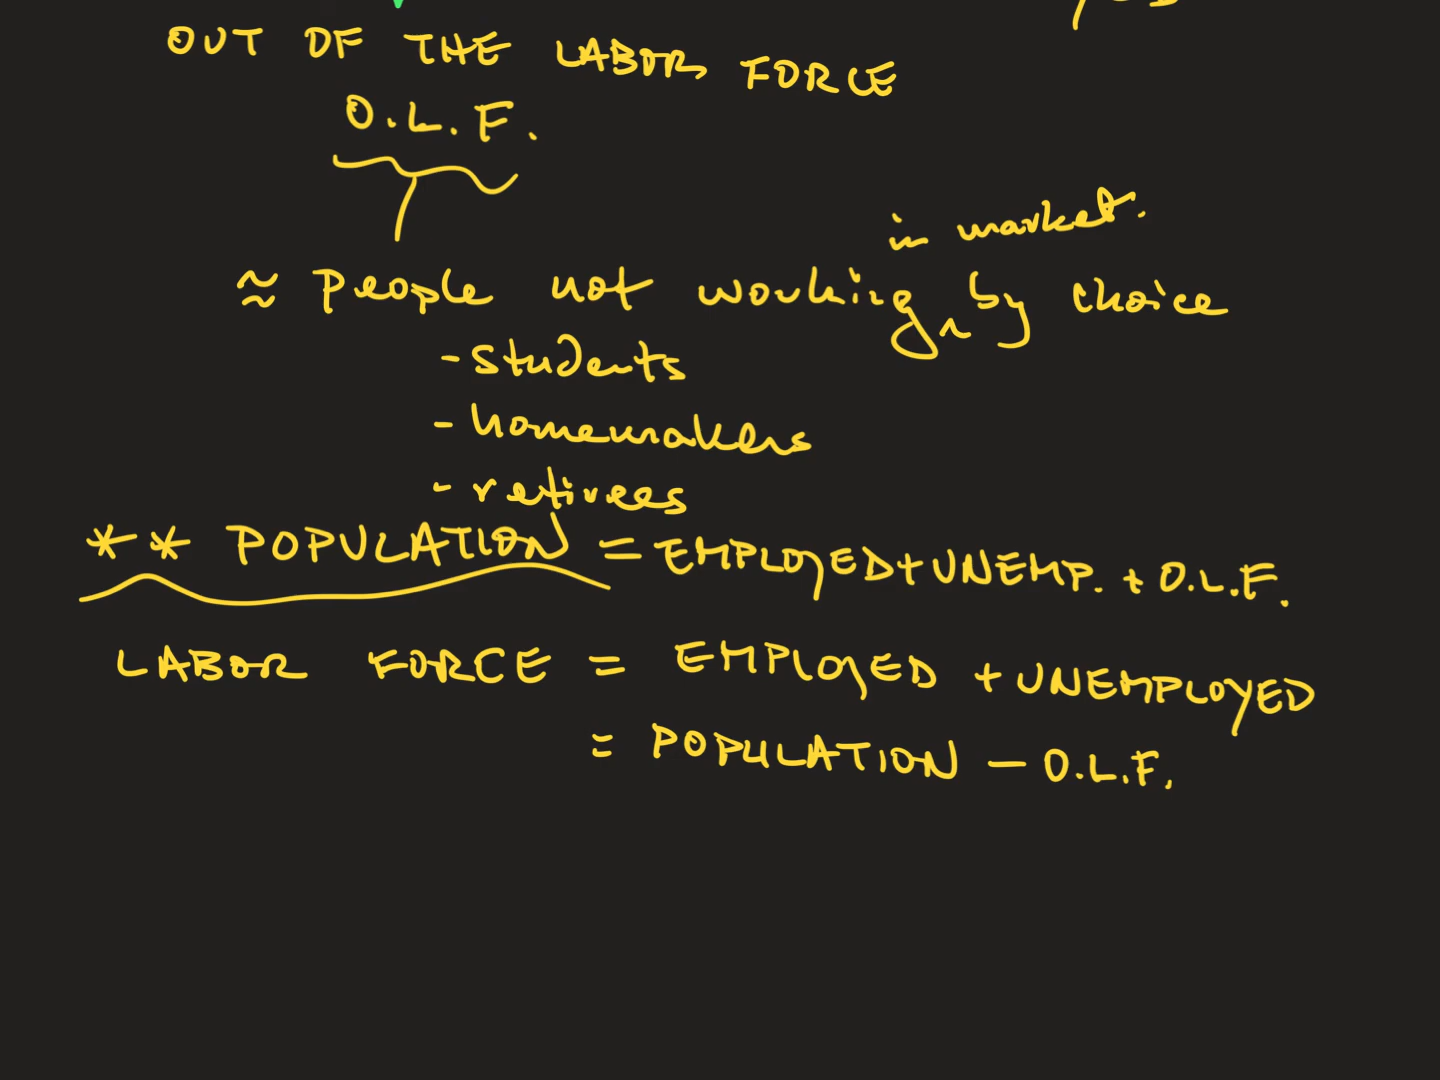 OUT OF THE LABOR FORCE
O.L.F.
in market.
≈ people not working ^ by choice
- students
- homemakers
- retirees
** POPULATION = EMPLOYED + UNEMP. + O.L.F.
LABOR FORCE = EMPLOYED + UNEMPLOYED
= POPULATION – O.L.F.